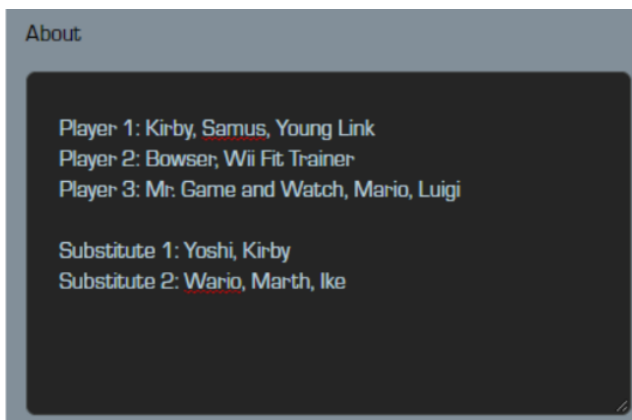 About
Player 1: Kirby, Samus, Young Link
Player 2: Bowser, Wii Fit Trainer
Player 3: Mr. Game and Watch, Mario, Luigi
Substitute 1: Yoshi, Kirby
Substitute 2: Wario, Marth, Ike